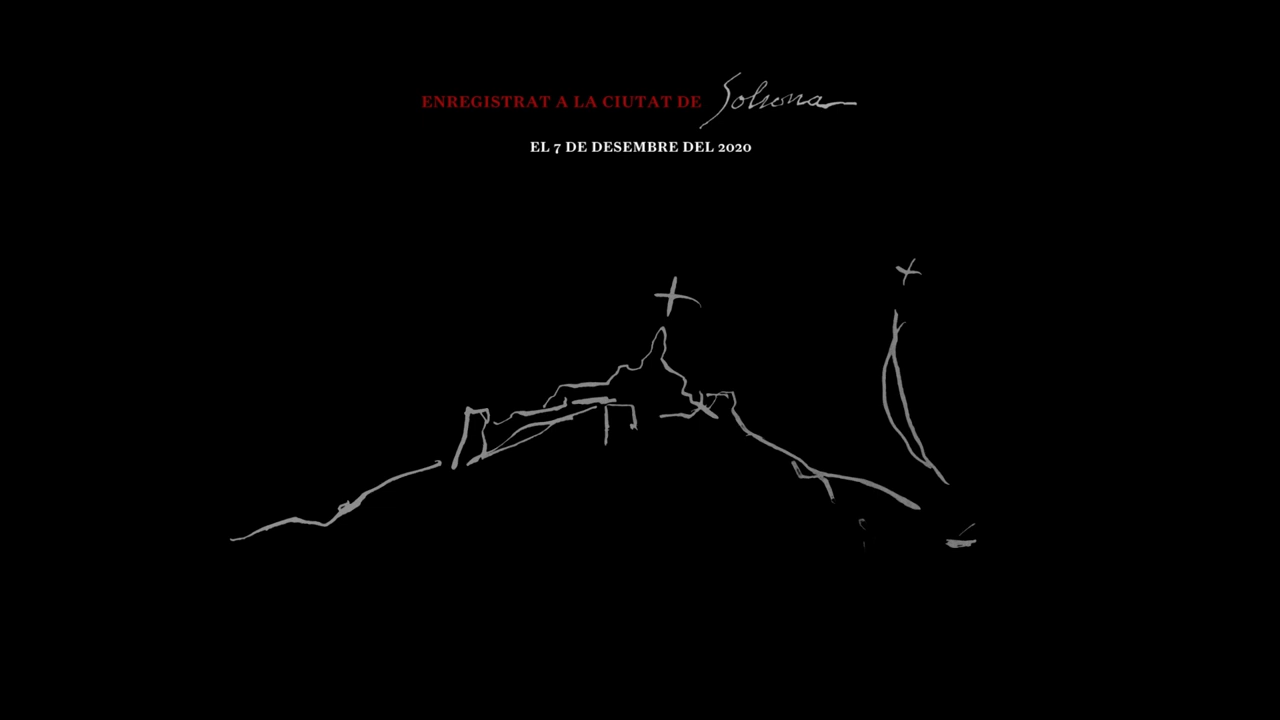 ENREGISTRAT A LA CIUTAT DE Solsona
EL 7 DE DESEMBRE DEL 2020